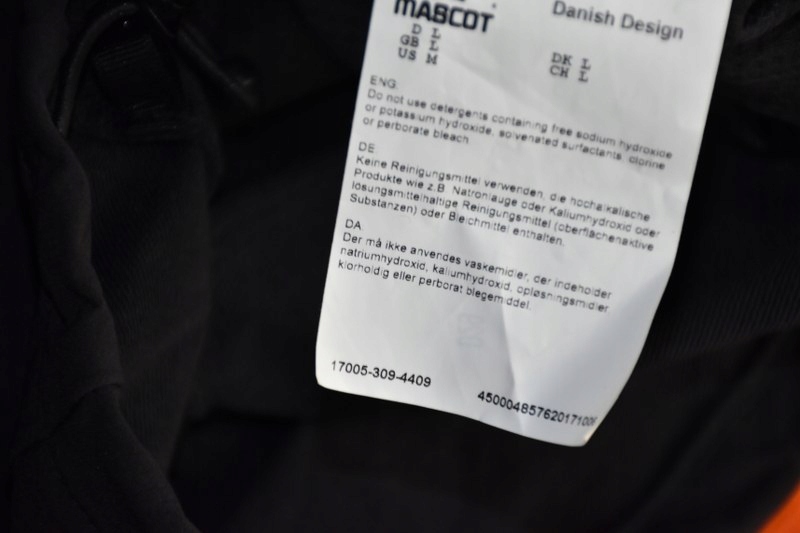 MASCOT
Danish Design
D L
GB L
US M
DK L
CH L
ENG.
Do not use detergents containing free sodium hydroxide
or potassium hydroxide, solvenated surfactants, clorine
or perborate bleach.
DE
Keine Reinigungsmittel verwenden, die hochalkalische
Produkte wie z.B. Natronlauge oder Kaliumhydroxid oder
lösungsmittelhaltige Reinigungsmittel (oberflächenaktive
Substanzen) oder Bleichmittel enthalten.
DA
Der må ikke anvendes vaskemidler, der indeholder
natriumhydroxid, kaliumhydroxid, opløsningsmidler
klorholdig eller perborat blegemiddel.
17005-309-4409